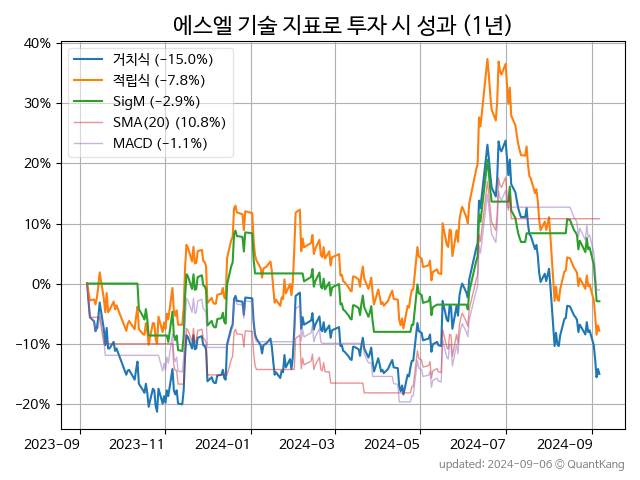 에스엘 기술 지표로 투자 시 성과 (1년)
40%
30%
20%
10%
0%
−10%
−20%
거치식 (−15.0%)
적립식 (−7.8%)
SigM (−2.9%)
SMA(20) (10.8%)
MACD (−1.1%)
2023-09
2023-11
2024-01
2024-03
2024-05
2024-07
2024-09
updated: 2024-09-06 © QuantKang